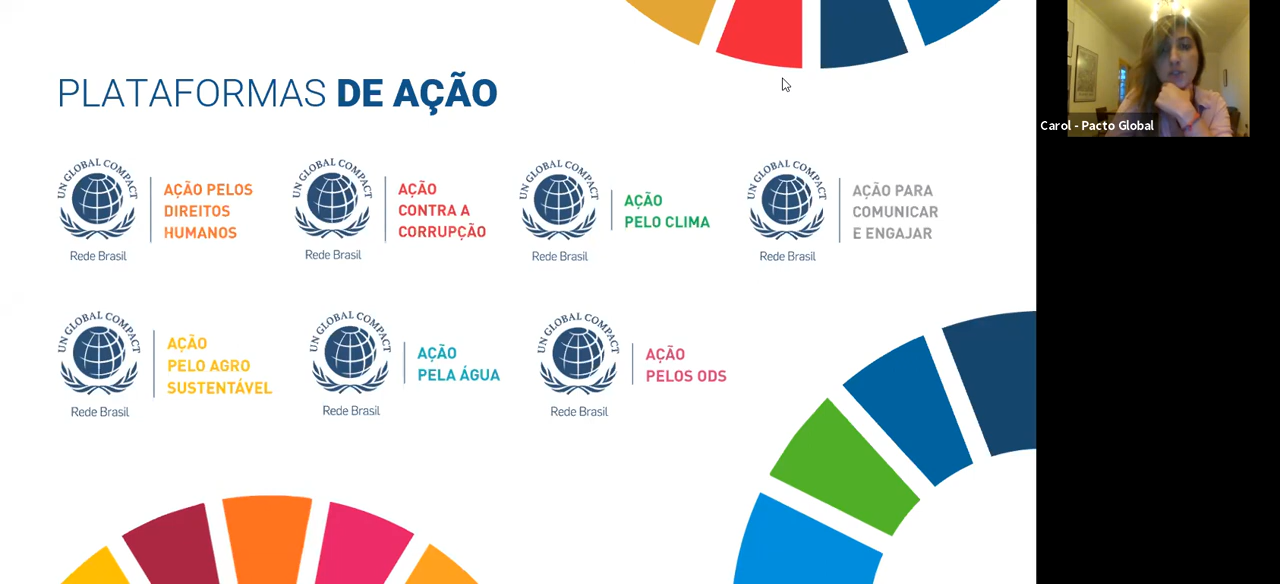 PLATAFORMAS DE AÇÃO
UN GLOBAL COMPACT
Rede Brasil
AÇÃO PELOS
DIREITOS
HUMANOS
UN GLOBAL COMPACT
Rede Brasil
AÇÃO
CONTRA A
CORRUPÇÃO
UN GLOBAL COMPACT
Rede Brasil
AÇÃO
PELO CLIMA
UN GLOBAL COMPACT
Rede Brasil
AÇÃO PARA
COMUNICAR
E ENGAJAR
UN GLOBAL COMPACT
Rede Brasil
AÇÃO
PELO AGRO
SUSTENTÁVEL
UN GLOBAL COMPACT
Rede Brasil
AÇÃO
PELA ÁGUA
UN GLOBAL COMPACT
Rede Brasil
AÇÃO
PELOS ODS
Carol - Pacto Global